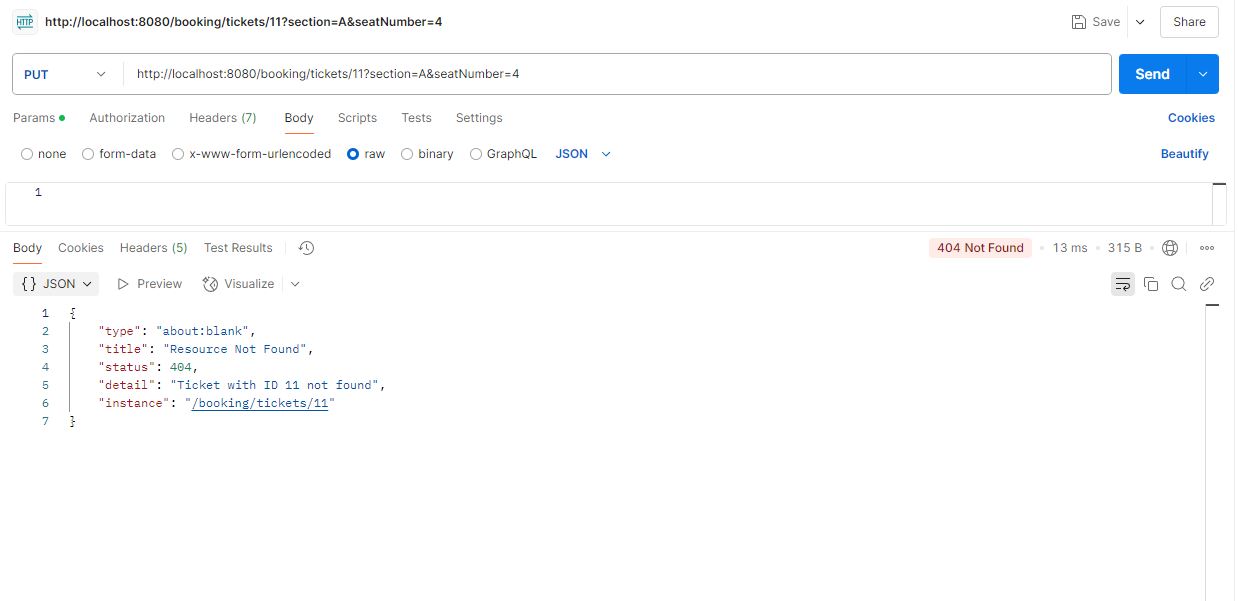 HTTP http://localhost:8080/booking/tickets/11?section=A&seatNumber=4 Save Share
PUT http://localhost:8080/booking/tickets/11?section=A&seatNumber=4 Send
Params Authorization Headers (7) Body Scripts Tests Settings Cookies
none form-data x-www-form-urlencoded raw binary GraphQL JSON Beautify
1
Body Cookies Headers (5) Test Results 404 Not Found 13 ms 315 B
{} JSON Preview Visualize
1 {
2 "type": "about:blank",
3 "title": "Resource Not Found",
4 "status": 404,
5 "detail": "Ticket with ID 11 not found",
6 "instance": "/booking/tickets/11"
7 }